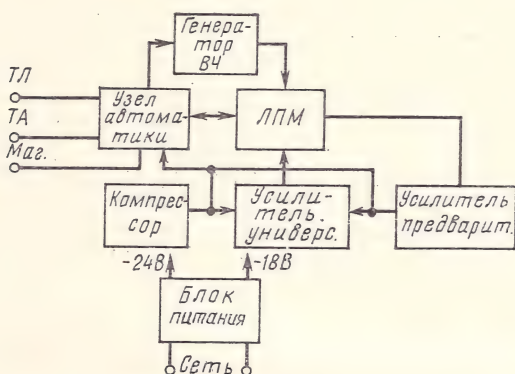 Генера-
тор
ВЧ
ТЛ
ТА
Маг.
Узел
автома-
тики
ЛПМ
Компрес-
сор
Усили-
тель.
универс.
Усилитель
предварит.
-24В
-18В
Блок
питания
Сеть